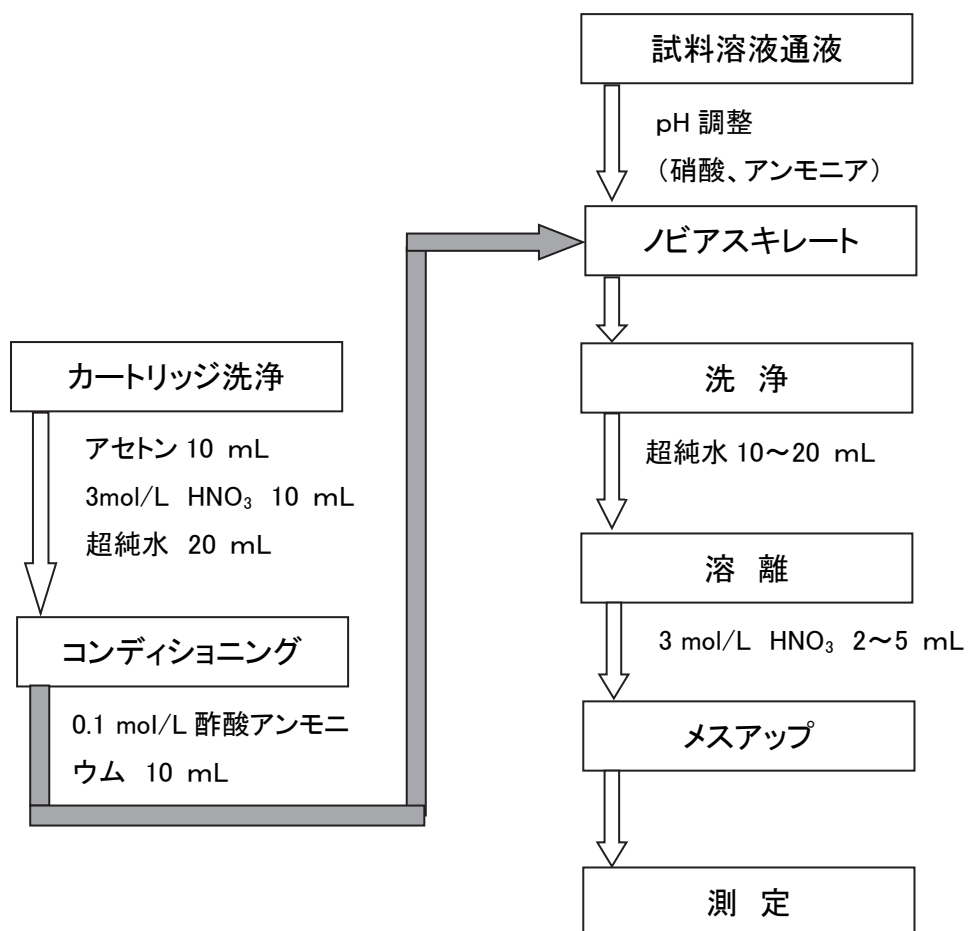 試料溶液通液
pH 調整
(硝酸、アンモニア)
ノビアスキレート
洗 浄
超純水 10~20 mL
溶 離
3 mol/L HNO₃ 2~5 mL
メスアップ
測 定
カートリッジ洗浄
アセトン 10 mL
3mol/L HNO₃ 10 mL
超純水 20 mL
コンディショニング
0.1 mol/L 酢酸アンモニ
ウム 10 mL